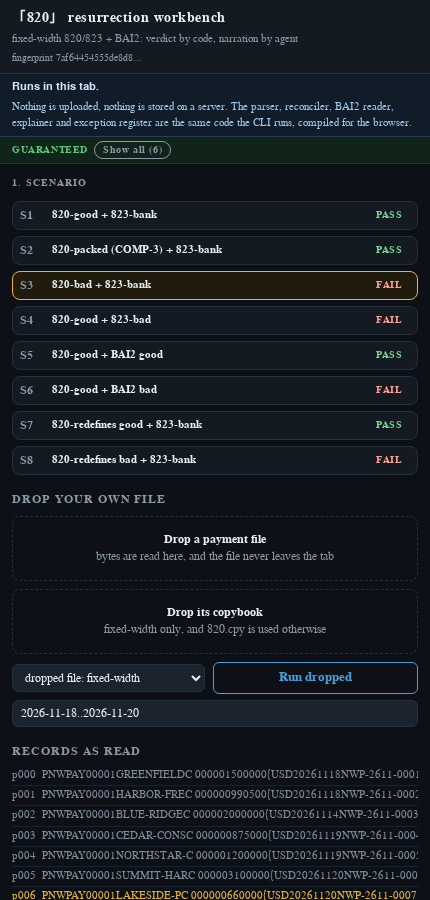 「820」 resurrection workbench
fixed-width 820/823 + BAI2: verdict by code, narration by agent
fingerprint 7af64454555de8d8...
Runs in this tab.
Nothing is uploaded, nothing is stored on a server. The parser, reconciler, BAI2 reader,
explainer and exception register are the same code the CLI runs, compiled for the browser.
GUARANTEED Show all (6)
1. SCENARIO
S1 820-good + 823-bank PASS
S2 820-packed (COMP-3) + 823-bank PASS
S3 820-bad + 823-bank FAIL
S4 820-good + 823-bad FAIL
S5 820-good + BAI2 good PASS
S6 820-good + BAI2 bad FAIL
S7 820-redefines good + 823-bank PASS
S8 820-redefines bad + 823-bank FAIL
DROP YOUR OWN FILE
Drop a payment file
bytes are read here, and the file never leaves the tab
Drop its copybook
fixed-width only, and 820.cpy is used otherwise
dropped file: fixed-width Run dropped
2026-11-18..2026-11-20
RECORDS AS READ
p000 PNWPAY00001GREENFIELDC 000001500000{USD20261118NWP-2611-0001
p001 PNWPAY00001HARBOR-FREC 000000990500{USD20261118NWP-2611-0002
p002 PNWPAY00001BLUE-RIDGEC 000002000000{USD20261114NWP-2611-0003
p003 PNWPAY00001CEDAR-CONSC 000000875000{USD20261119NWP-2611-000
p004 PNWPAY00001NORTHSTAR-C 000001200000{USD20261119NWP-2611-000
p005 PNWPAY00001SUMMIT-HARC 000003100000{USD20261120NWP-2611-000
p006 PNWPAY00001LAKESIDE-PC 000000660000{USD20261120NWP-2611-0007